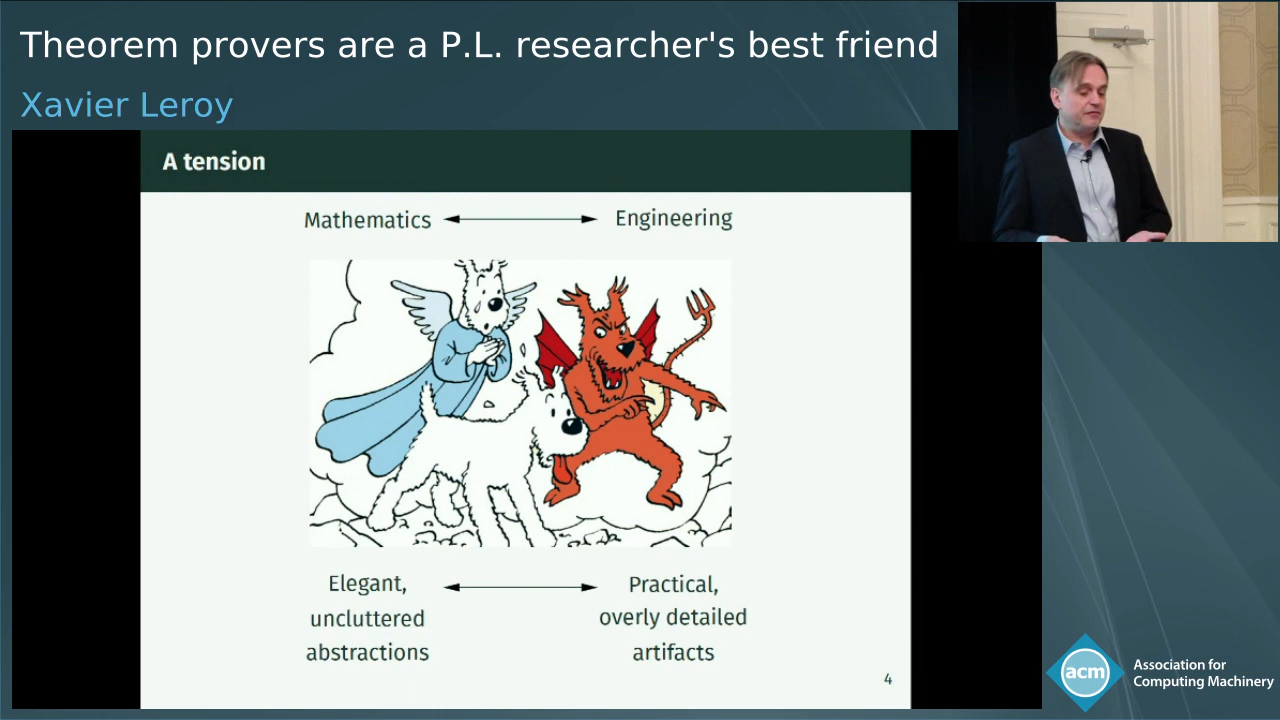 Theorem provers are a P.L. researcher's best friend
Xavier Leroy
A tension
Mathematics
Engineering
Elegant,
uncluttered
abstractions
Practical,
overly detailed
artifacts
4
acm
Association for
Computing Machinery